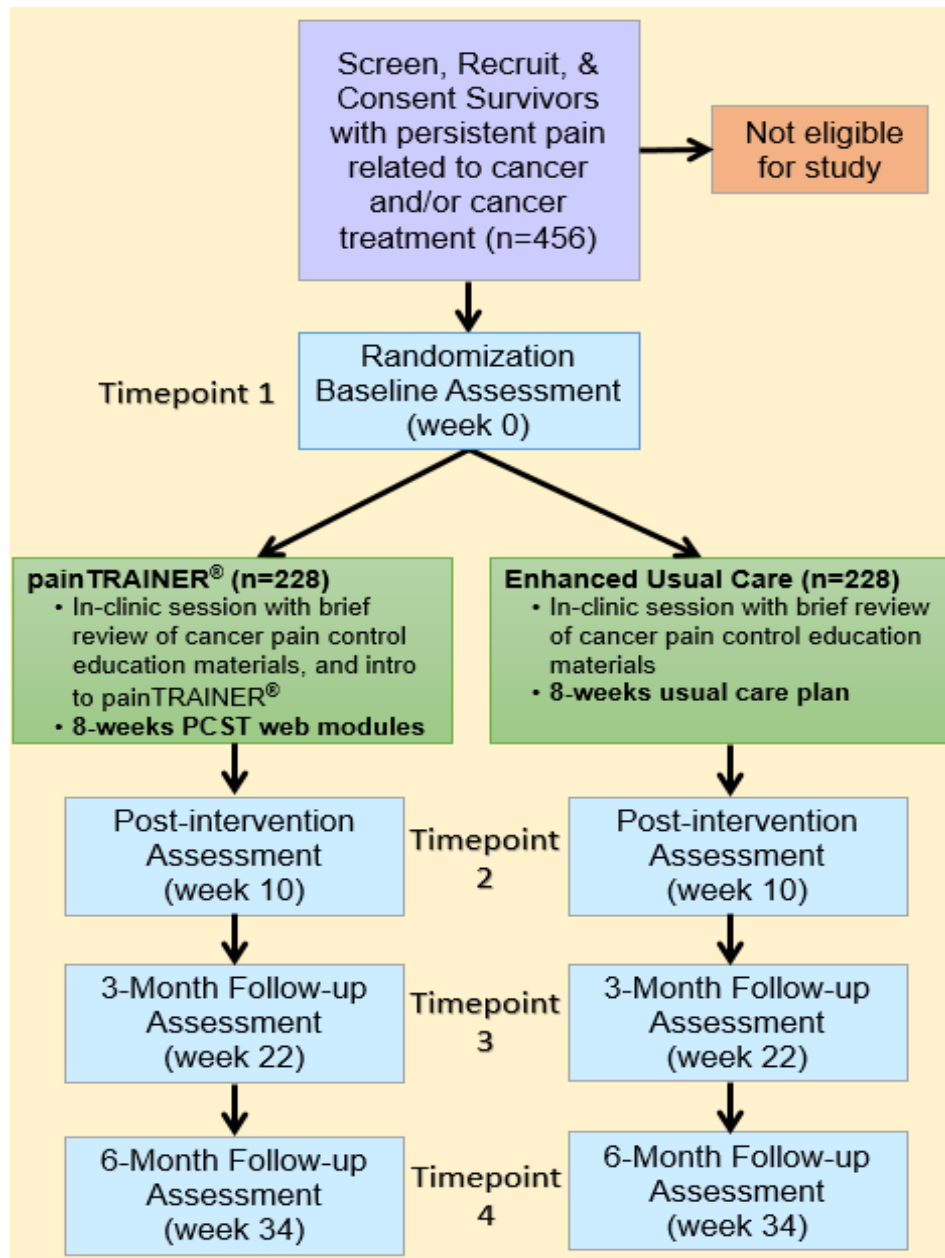 Screen, Recruit, &
Consent Survivors
with persistent pain
related to cancer
and/or cancer
treatment (n=456)
Not eligible
for study
Timepoint 1
Randomization
Baseline Assessment
(week 0)
painTRAINER® (n=228)
• In-clinic session with brief
review of cancer pain control
education materials, and intro
to painTRAINER®
• 8-weeks PCST web modules
Enhanced Usual Care (n=228)
• In-clinic session with brief review
of cancer pain control education
materials
• 8-weeks usual care plan
Post-intervention
Assessment
(week 10)
Timepoint
2
Post-intervention
Assessment
(week 10)
3-Month Follow-up
Assessment
(week 22)
Timepoint
3
3-Month Follow-up
Assessment
(week 22)
6-Month Follow-up
Assessment
(week 34)
Timepoint
4
6-Month Follow-up
Assessment
(week 34)